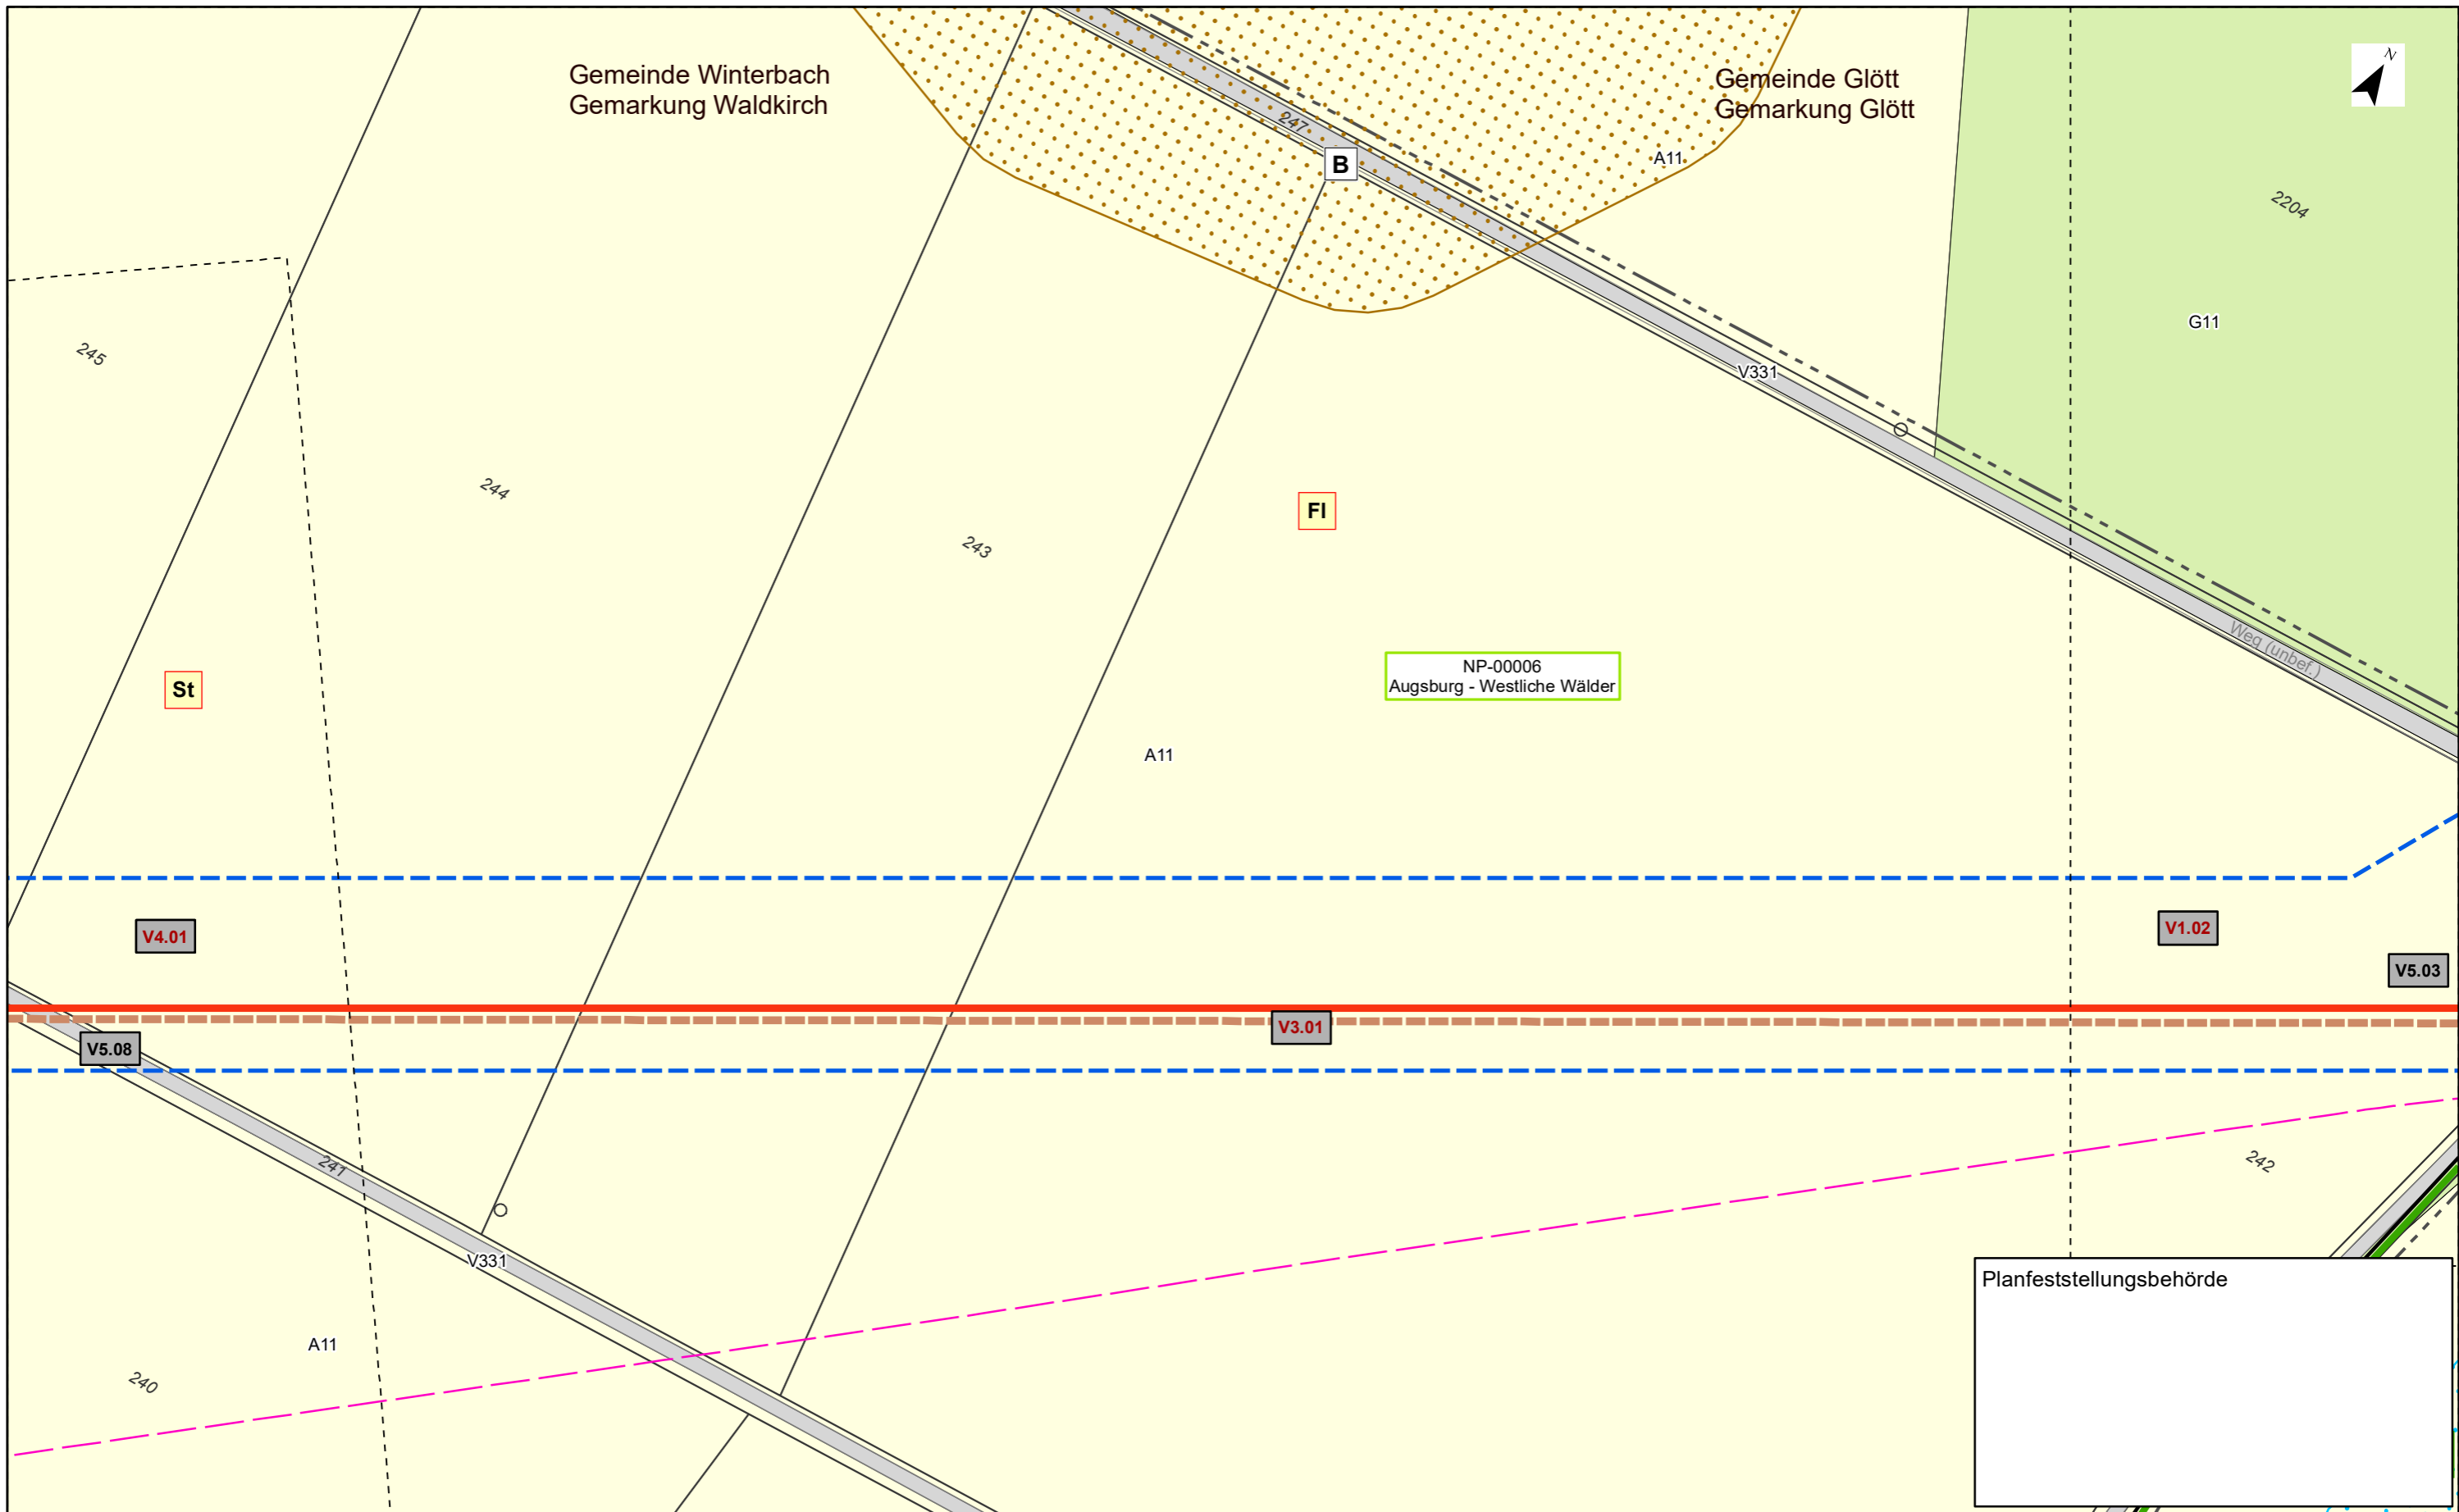 Gemeinde Winterbach
Gemarkung Waldkirch
Gemeinde Glött
Gemarkung Glött
N
247
B
A11
2204
G11
245
V331
244
243
Fl
Weg (unbef.)
NP-00006
Augsburg - Westliche Wälder
St
A11
V4.01
V1.02
V5.03
V3.01
V5.08
241
242
V331
Planfeststellungsbehörde
A11
240